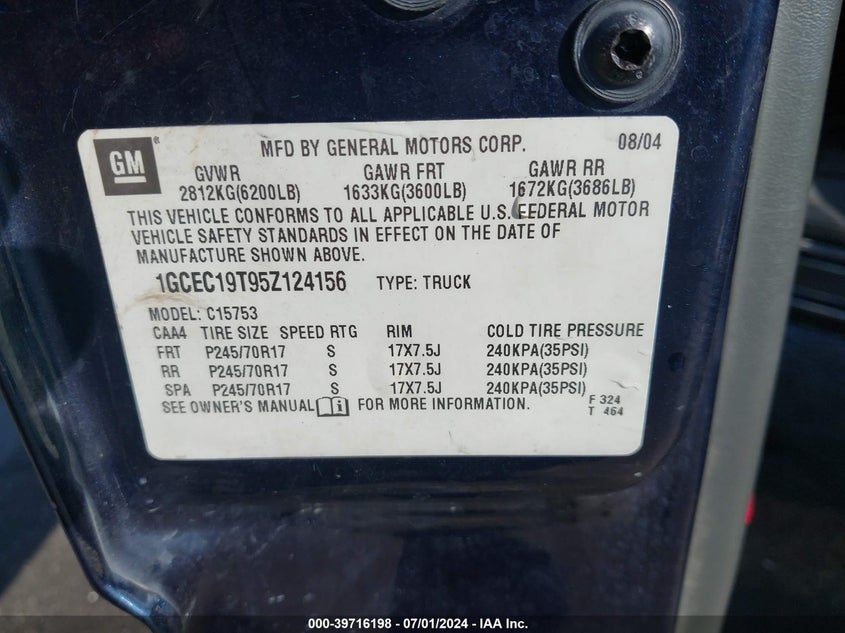 GM®
MFD BY GENERAL MOTORS CORP. 08/04
GVWR GAWR FRT GAWR RR
2812KG(6200LB) 1633KG(3600LB) 1672KG(3686LB)
THIS VEHICLE CONFORMS TO ALL APPLICABLE U.S. FEDERAL MOTOR
VEHICLE SAFETY STANDARDS IN EFFECT ON THE DATE OF
MANUFACTURE SHOWN ABOVE.
1GCEC19T95Z124156 TYPE: TRUCK
MODEL: C15753
CAA4 TIRE SIZE SPEED RTG RIM COLD TIRE PRESSURE
FRT P245/70R17 S 17X7.5J 240KPA(35PSI)
RR P245/70R17 S 17X7.5J 240KPA(35PSI)
SPA P245/70R17 S 17X7.5J 240KPA(35PSI)
SEE OWNER'S MANUAL i FOR MORE INFORMATION.
F 324
T 464
000-39716198 - 07/01/2024 - IAA Inc.